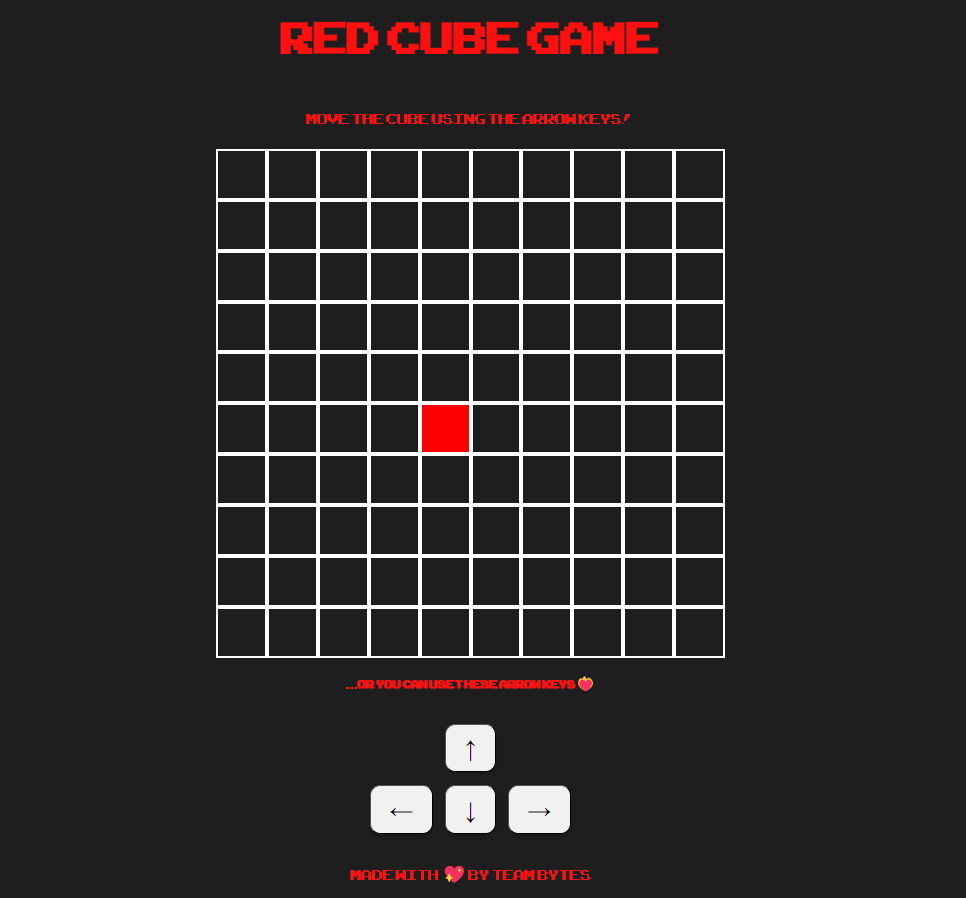 RED CUBE GAME
MOVE THE CUBE USING THE ARROW KEYS!
...OR YOU CAN USE THESE ARROW KEYS ❤️‍🔥
↑
← ↓ →
MADE WITH 💖 BY TEAM BYTES